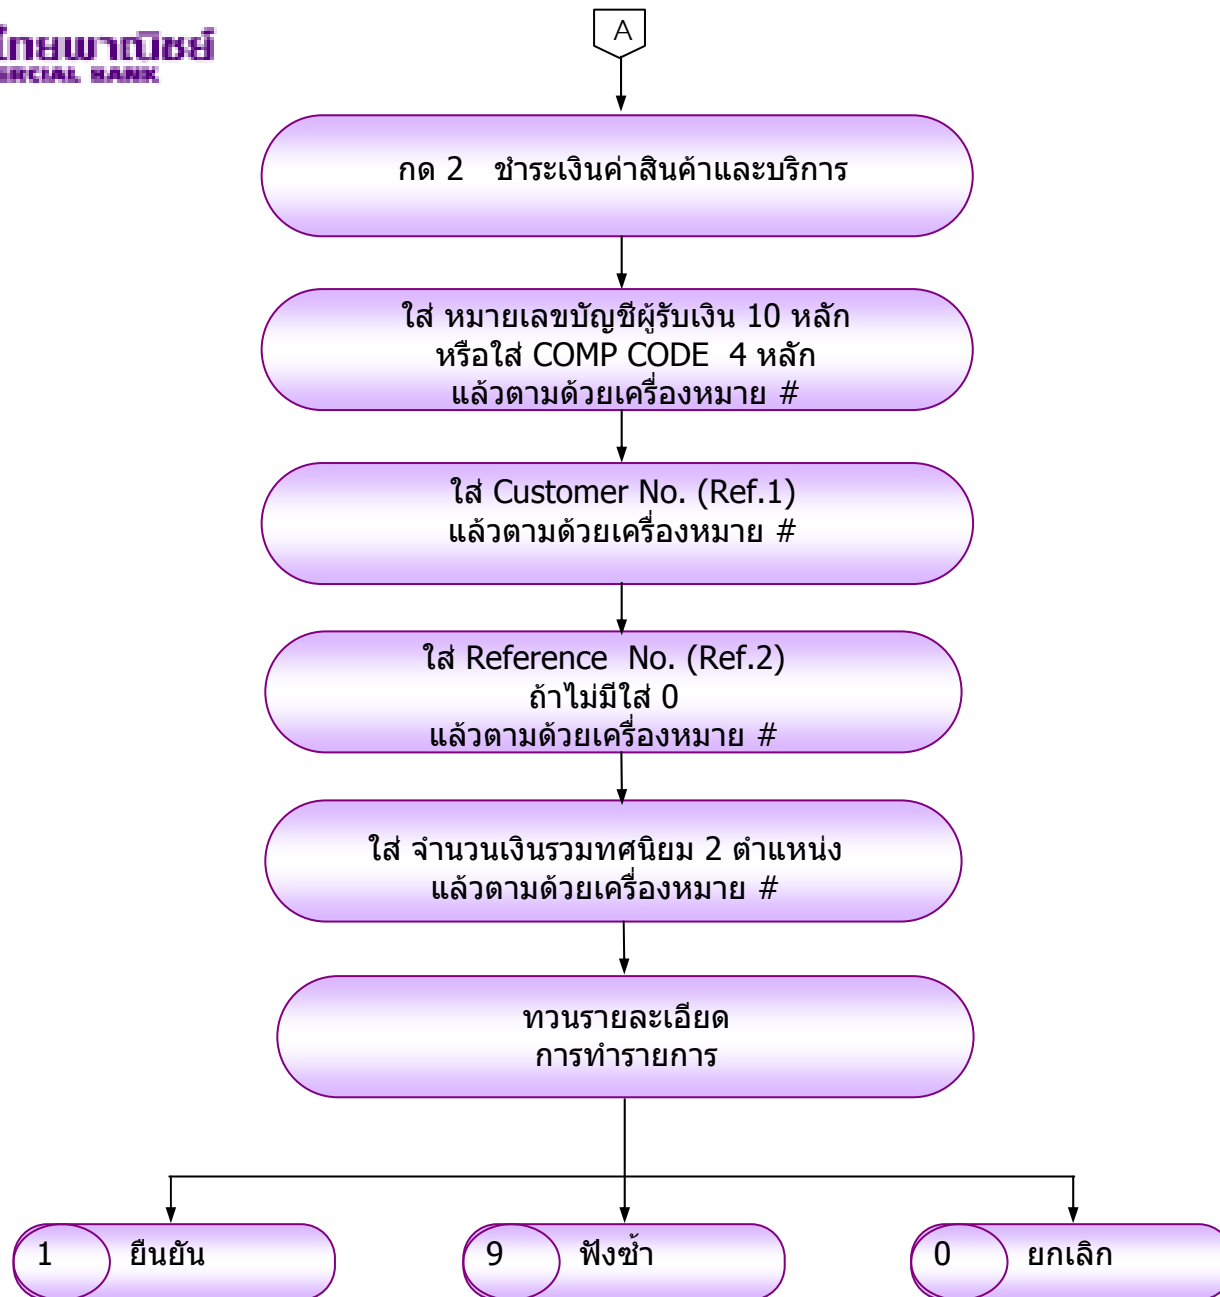 ไทยพาณิชย์
ERCIAL BANK
A
กด 2 ชำระเงินค่าสินค้าและบริการ
ใส่ หมายเลขบัญชีผู้รับเงิน 10 หลัก
หรือใส่ COMP CODE 4 หลัก
แล้วตามด้วยเครื่องหมาย #
ใส่ Customer No. (Ref.1)
แล้วตามด้วยเครื่องหมาย #
ใส่ Reference No. (Ref.2)
ถ้าไม่มีใส่ 0
แล้วตามด้วยเครื่องหมาย #
ใส่ จำนวนเงินรวมทศนิยม 2 ตำแหน่ง
แล้วตามด้วยเครื่องหมาย #
ทวนรายละเอียด
การทำรายการ
1 ยืนยัน
9 ฟังซ้ำ
0 ยกเลิก